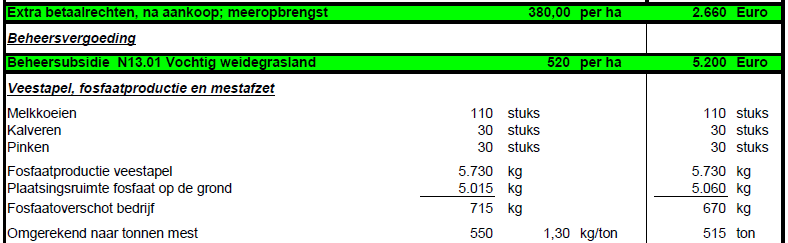 Extra betaalrechten, na aankoop; meeropbrengst 380,00 per ha 2.660 Euro
Beheersvergoeding
Beheersubsidie N13.01 Vochtig weidegrasland 520 per ha 5.200 Euro
Veestapel, fosfaatproductie en mestafzet
Melkkoeien 110 stuks 110 stuks
Kalveren 30 stuks 30 stuks
Pinken 30 stuks 30 stuks
Fosfaatproductie veestapel 5.730 kg 5.730 kg
Plaatsingsruimte fosfaat op de grond 5.015 kg 5.060 kg
Fosfaatoverschot bedrijf 715 kg 670 kg
Omgerekend naar tonnen mest 550 1,30 kg/ton 515 ton